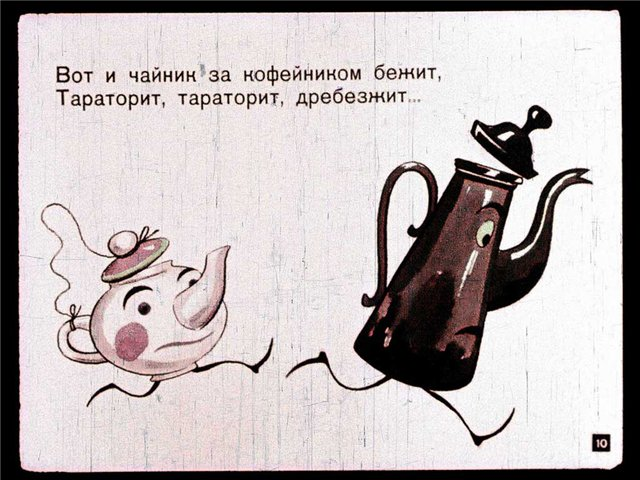 Вот и чайник за кофейником бежит,
Тараторит, тараторит, дребезжит...
10